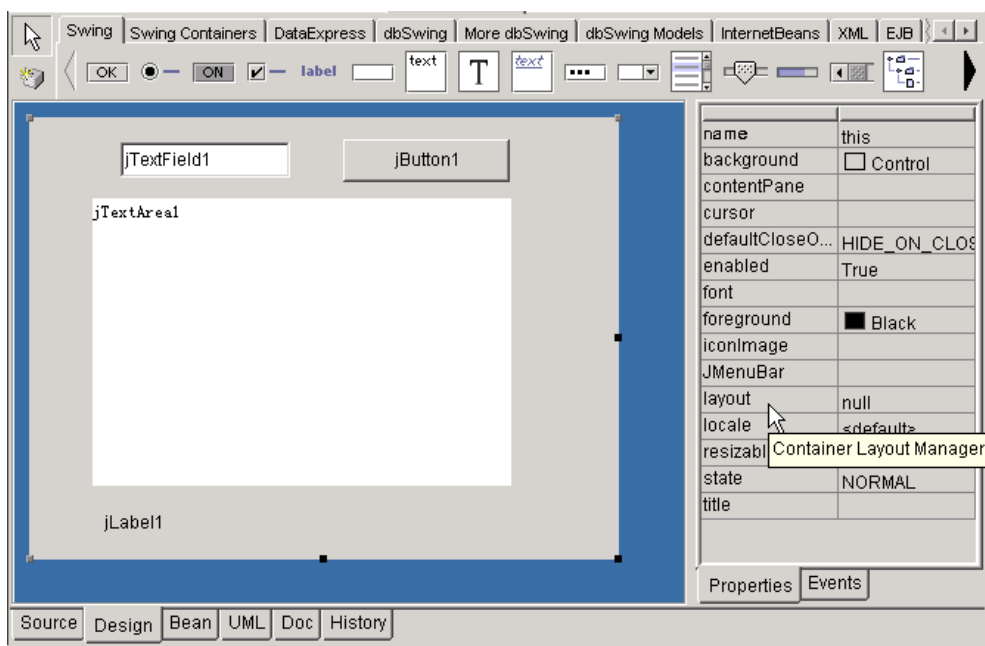 Swing Swing Containers DataExpress dbSwing More dbSwing dbSwing Models InternetBeans XML EJB
OK ON label text T text
jTextField1 jButton1
jTextArea1
jLabel1
name this
background Control
contentPane
cursor
defaultCloseO... HIDE_ON_CLOS
enabled True
font
foreground Black
iconImage
JMenuBar
layout null
locale <default>
resizabl Container Layout Manager
state NORMAL
title
Properties Events
Source Design Bean UML Doc History